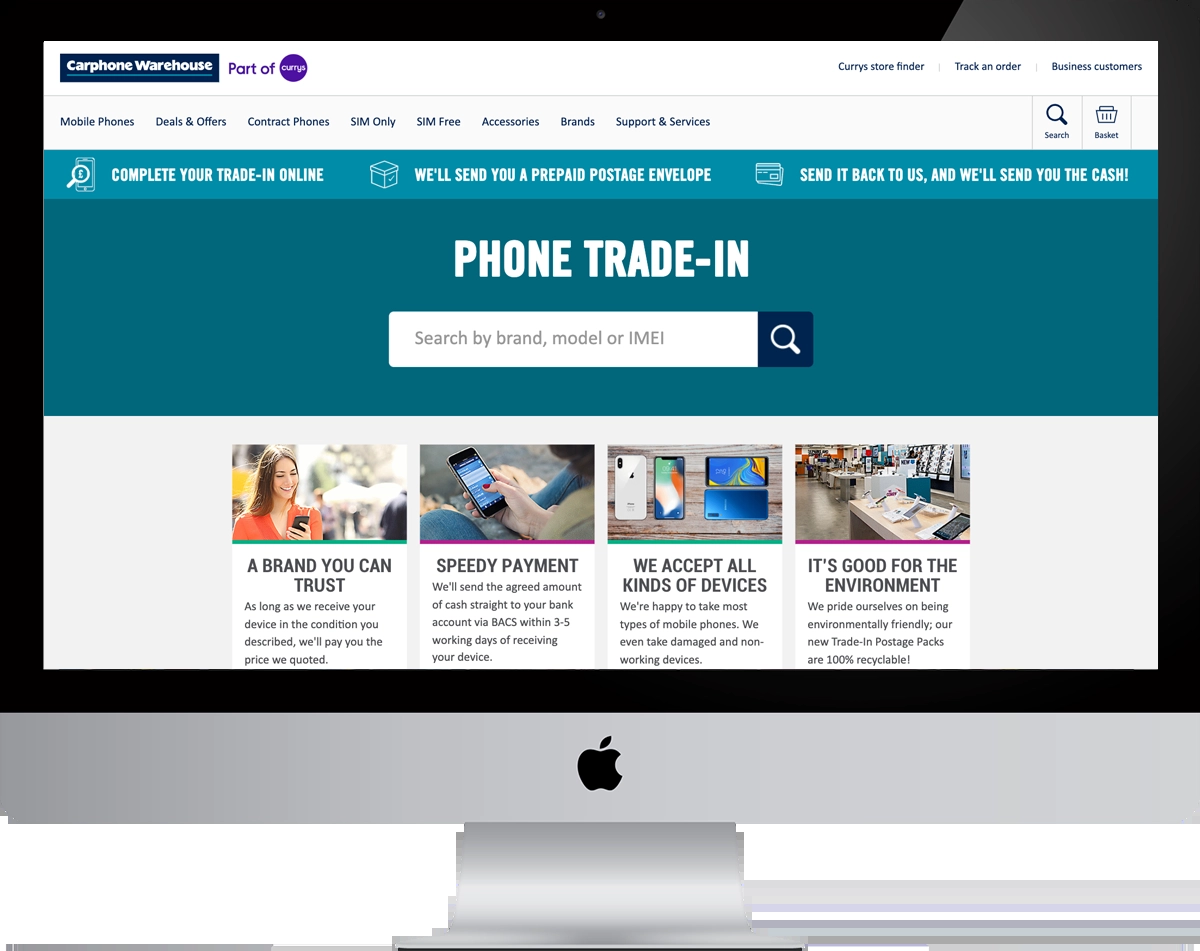 Carphone Warehouse Part of currys
Currys store finder Track an order Business customers
Mobile Phones Deals & Offers Contract Phones SIM Only SIM Free Accessories Brands Support & Services
Search Basket
COMPLETE YOUR TRADE-IN ONLINE WE'LL SEND YOU A PREPAID POSTAGE ENVELOPE SEND IT BACK TO US, AND WE'LL SEND YOU THE CASH!
PHONE TRADE-IN
Search by brand, model or IMEI
A BRAND YOU CAN
TRUST
As long as we receive your
device in the condition you
described, we'll pay you the
price we quoted.
SPEEDY PAYMENT
We'll send the agreed amount
of cash straight to your bank
account via BACS within 3-5
working days of receiving
your device.
WE ACCEPT ALL
KINDS OF DEVICES
We're happy to take most
types of mobile phones. We
even take damaged and non-
working devices.
IT'S GOOD FOR THE
ENVIRONMENT
We pride ourselves on being
environmentally friendly; our
new Trade-In Postage Packs
are 100% recyclable!